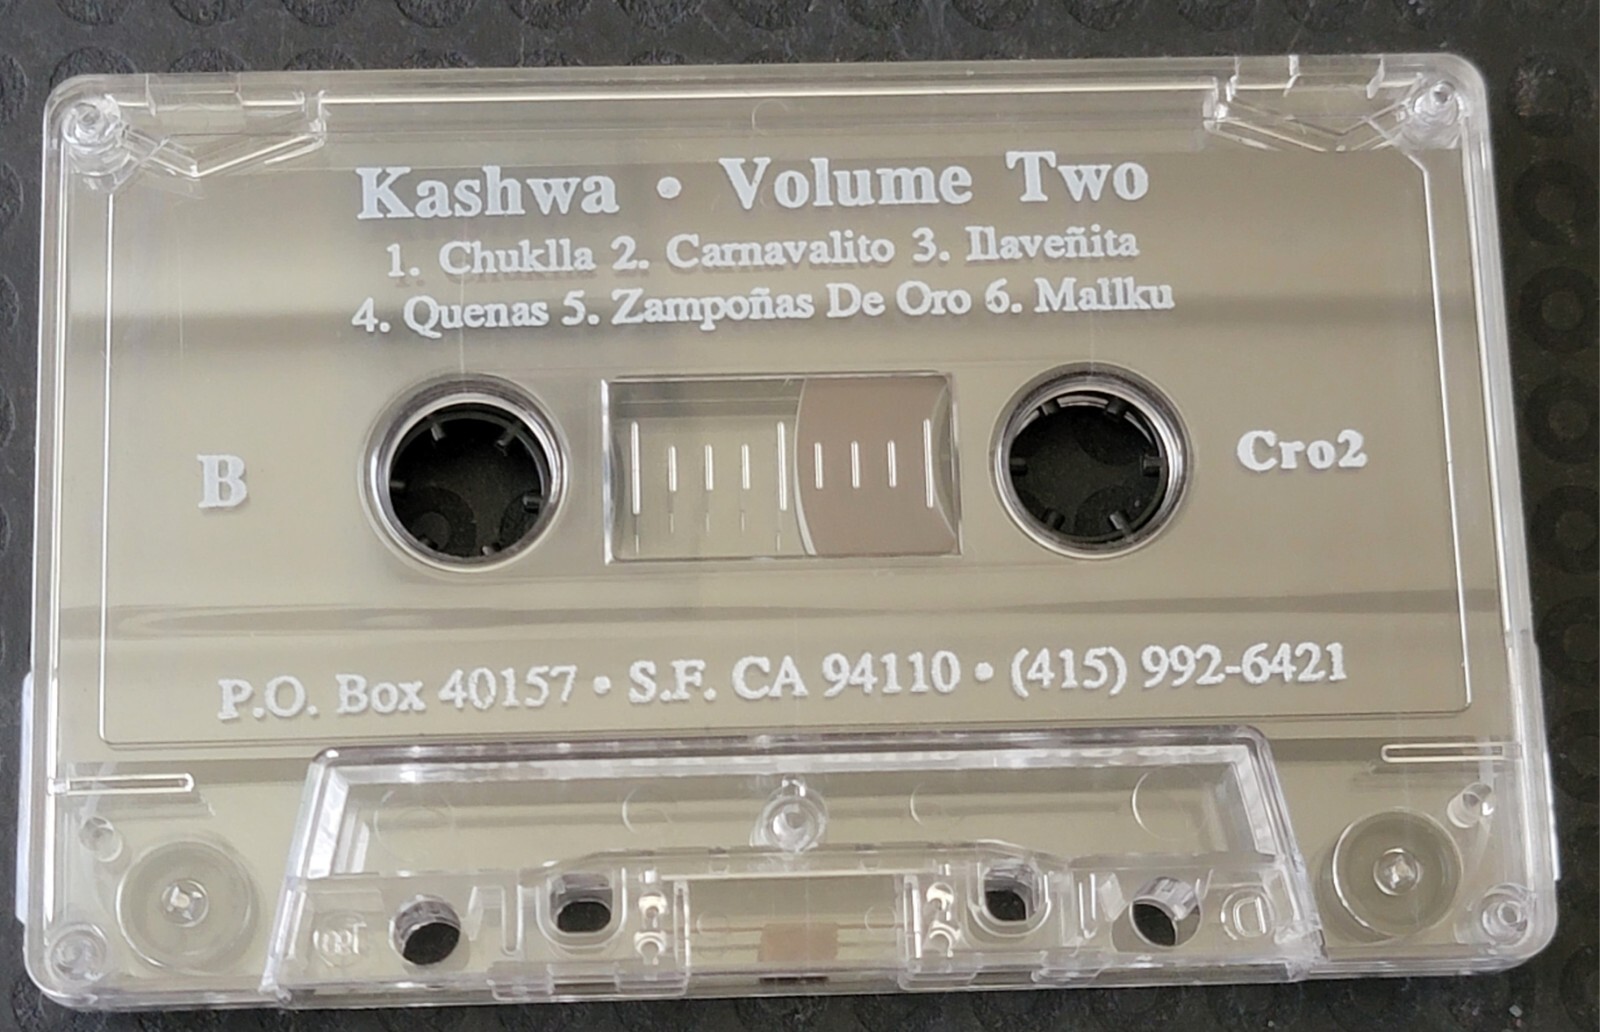 Kashwa • Volume Two
1. Chuklla 2. Carnavalito 3. Ilaveñita
4. Quenas 5. Zampoñas De Oro 6. Mallku
B
Cro2
P.O. Box 40157 • S.F. CA 94110 • (415) 992-6421